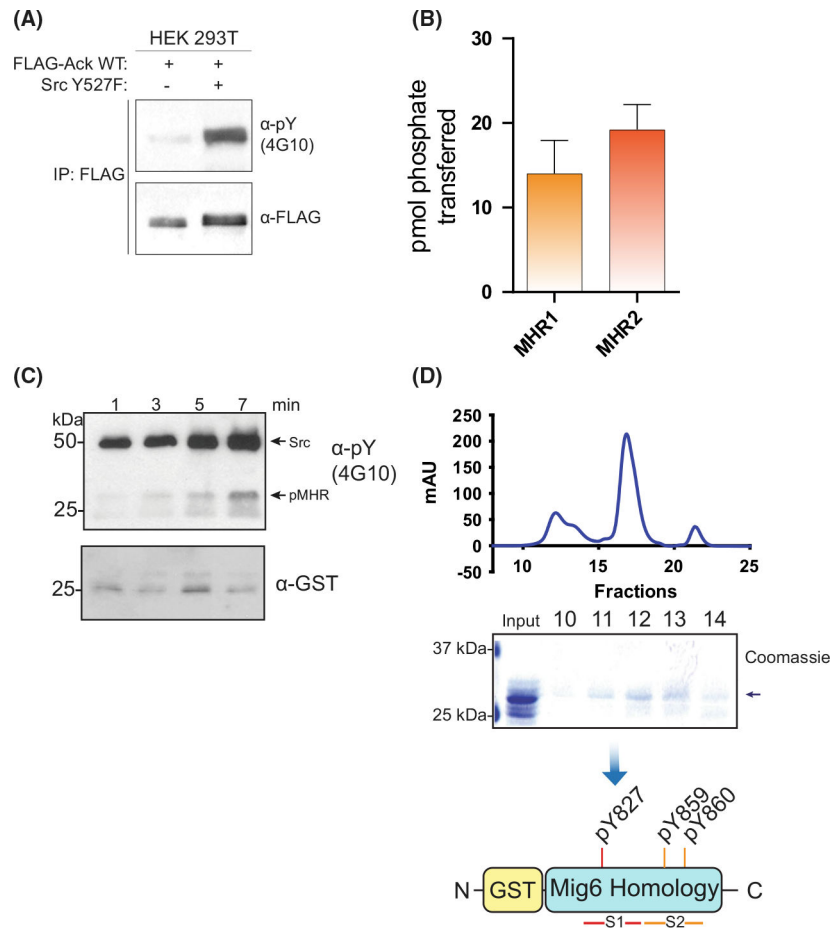 (A)
HEK 293T
FLAG-Ack WT: + +
Src Y527F: - +
α-pY
(4G10)
IP: FLAG
α-FLAG
(B)
pmol phosphate
transferred
30
20
10
0
MHR1
MHR2
(C)
1 3 5 7 min
kDa
50-
Src
α-pY
(4G10)
pMHR
25-
25-
α-GST
(D)
mAU
250
200
150
100
50
0
-50
10 15 20 25
Fractions
Input 10 11 12 13 14
37 kDa-
Coomassie
25 kDa-
pY827
pY859
pY860
N GST Mig6 Homology C
S1 S2